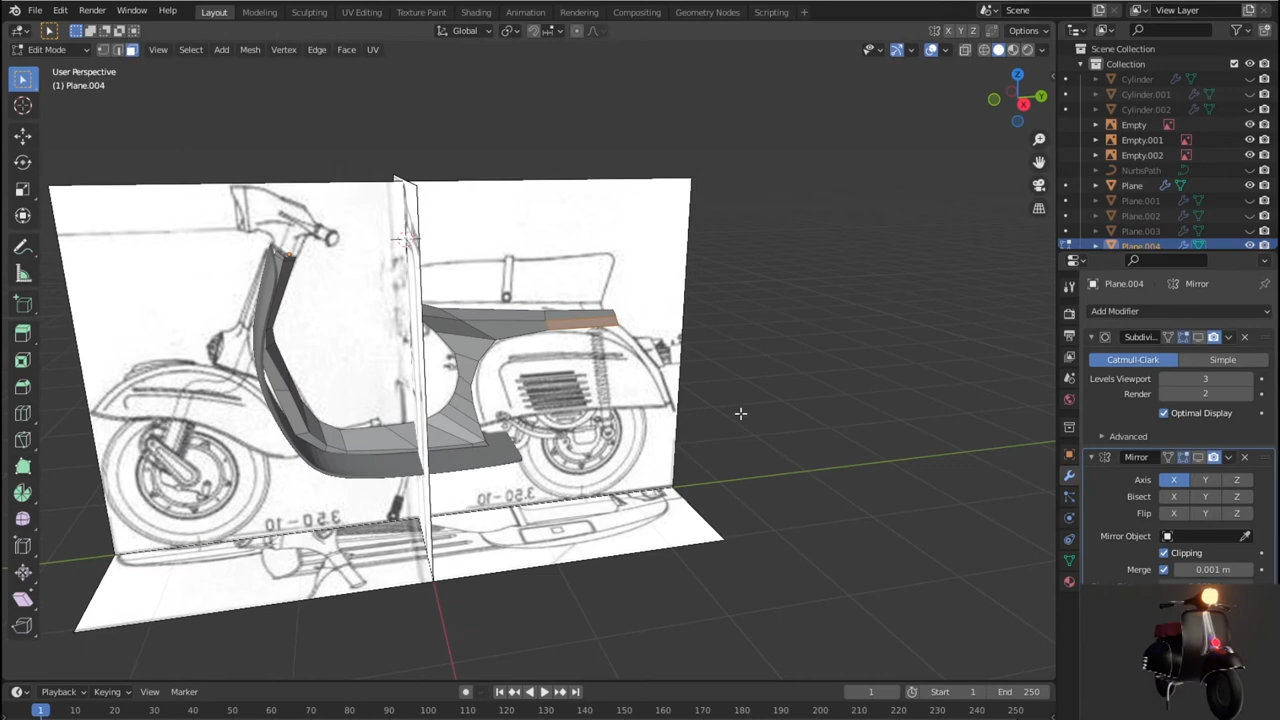 File Edit Render Window Help Layout Modeling Sculpting UV Editing Texture Paint Shading Animation Rendering Compositing Geometry Nodes Scripting + Scene View Layer
Global X Y Z Options
Edit Mode View Select Add Mesh Vertex Edge Face UV
User Perspective
(1) Plane.004
Z
Y
X
3.50-10
3.50-10
Scene Collection
Collection
Cylinder
Cylinder.001
Cylinder.002
Empty
Empty.001
Empty.002
NurbsPath
Plane
Plane.001
Plane.002
Plane.003
Plane.004
Plane.004 Mirror
Add Modifier
Subdivi..
Catmull-Clark Simple
Levels Viewport 3
Render 2
Optimal Display
Advanced
Mirror
Axis X Y Z
Bisect X Y Z
Flip X Y Z
Mirror Object
Clipping
Merge 0.001 m
Playback Keying View Marker 1 Start 1 End 250
1 10 20 30 40 50 60 70 80 90 100 110 120 130 140 150 160 170 180 190 200 210 220 230 240 250